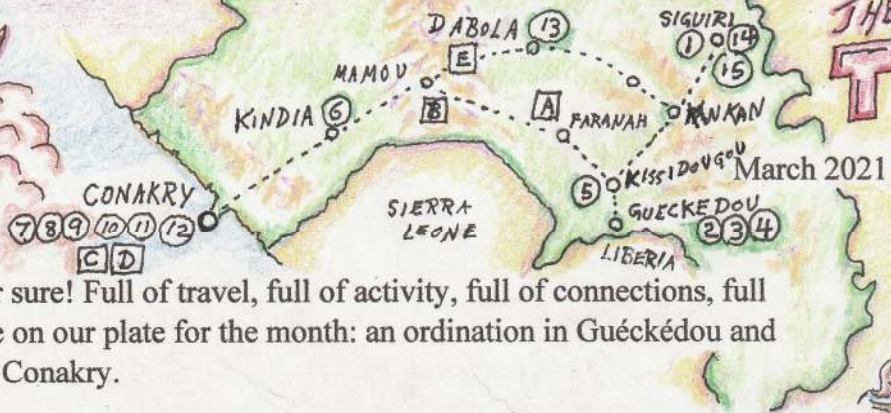 THE
DABOLA 13
SIGUIRI
1 14
15
T
E
MAMOU
KINDIA 6
B
A
FARANAH
KANKAN
KISSIDOUGOU
5
March 2021
CONAKRY
7 8 9 10 11 12
C D
SIERRA
LEONE
GUECKEDOU
2 3 4
LIBERIA
sure! Full of travel, full of activity, full of connections, full
on our plate for the month: an ordination in Guéckédou and
Conakry.